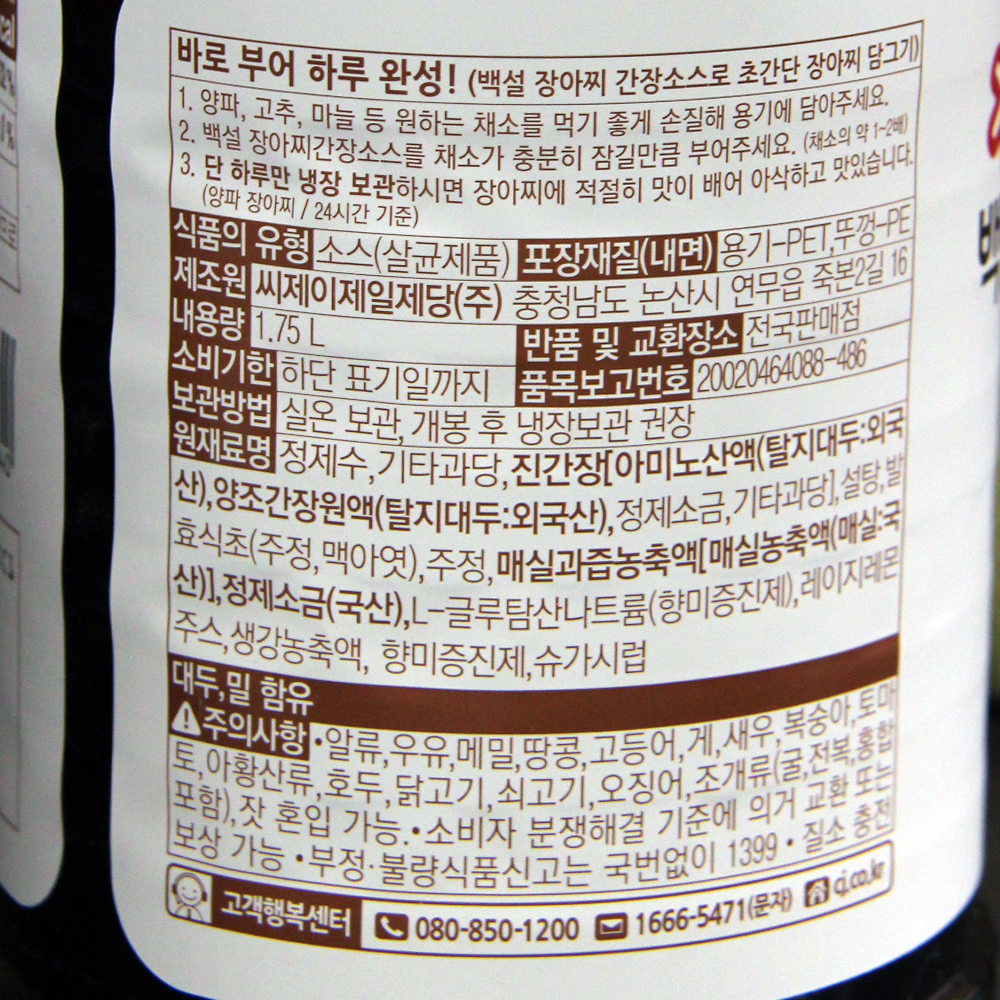 바로 부어 하루 완성! (백설 장아찌 간장소스로 초간단 장아찌 담그기)
1. 양파, 고추, 마늘 등 원하는 채소를 먹기 좋게 손질해 용기에 담아주세요.
2. 백설 장아찌간장소스를 채소가 충분히 잠길만큼 부어주세요. (채소의 약 1~2배)
3. 단 하루만 냉장 보관하시면 장아찌에 적절히 맛이 배어 아삭하고 맛있습니다.
(양파 장아찌 / 24시간 기준)
식품의 유형 소스(살균제품) 포장재질(내면) 용기-PET,뚜껑-PE
제조원 씨제이제일제당(주) 충청남도 논산시 연무읍 죽본2길 16
내용량 1.75 L 반품 및 교환장소 전국판매점
소비기한 하단 표기일까지 품목보고번호 20020464088-486
보관방법 실온 보관, 개봉 후 냉장보관 권장
원재료명 정제수,기타과당,진간장[아미노산액(탈지대두:외국
산),양조간장원액(탈지대두:외국산),정제소금,기타과당],설탕,발
효식초(주정,맥아엿),주정,매실과즙농축액[매실농축액(매실:국
산)],정제소금(국산),L-글루탐산나트륨(향미증진제),레이지레몬
주스,생강농축액, 향미증진제,슈가시럽
대두,밀 함유
주의사항 •알류,우유,메밀,땅콩,고등어,게,새우,복숭아,토마
토,아황산류,호두,닭고기,쇠고기,오징어,조개류(굴,전복,홍합
포함),잣 혼입 가능.•소비자 분쟁해결 기준에 의거 교환 또는
보상 가능 •부정·불량식품신고는 국번없이 1399 • 질소 충전
고객행복센터 080-850-1200 1666-5471(문자) cj.co.kr